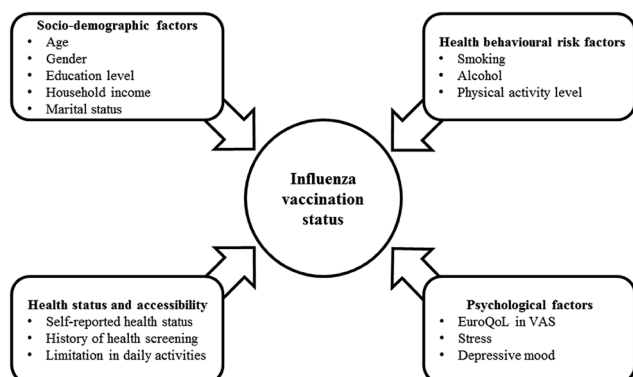 Socio-demographic factors
• Age
• Gender
• Education level
• Household income
• Marital status
Health behavioural risk factors
• Smoking
• Alcohol
• Physical activity level
Influenza
vaccination
status
Health status and accessibility
• Self-reported health status
• History of health screening
• Limitation in daily activities
Psychological factors
• EuroQoL in VAS
• Stress
• Depressive mood